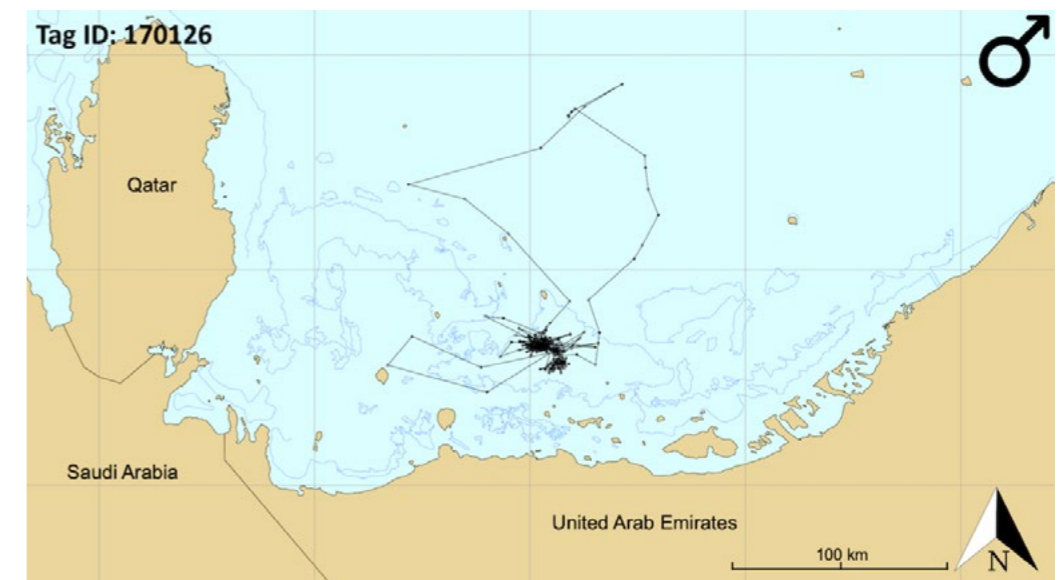 Tag ID: 170126
Qatar
Saudi Arabia
United Arab Emirates
100 km
N